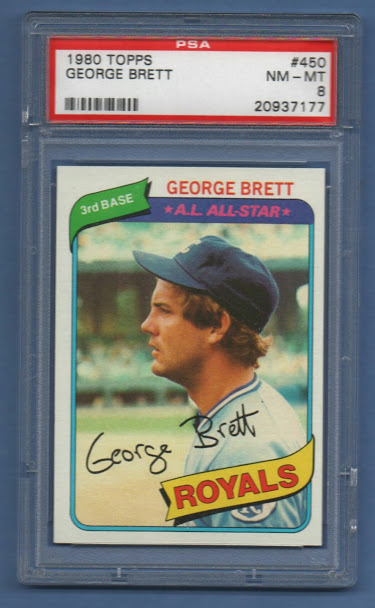 PSA
1980 TOPPS #450
GEORGE BRETT NM - MT
8
20937177
GEORGE BRETT
3rd BASE
★A.L. ALL-STAR★
George Brett
ROYALS
KC